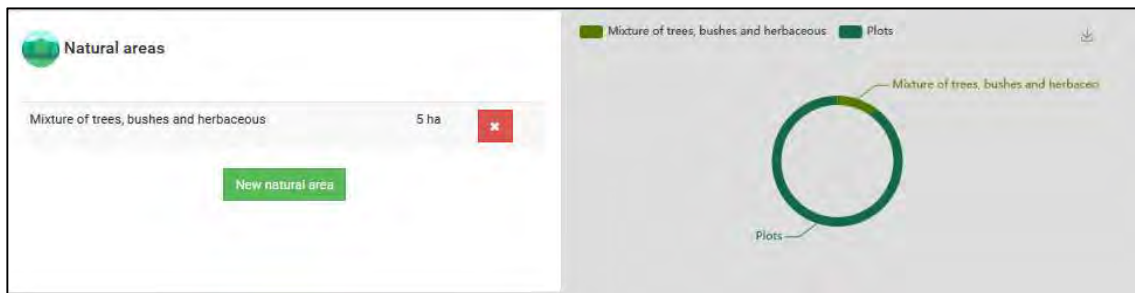 Natural areas
Mixture of trees, bushes and herbaceous 5 ha
New natural area
Mixture of trees, bushes and herbaceous Plots
Mixture of trees, bushes and herbaceo
Plots